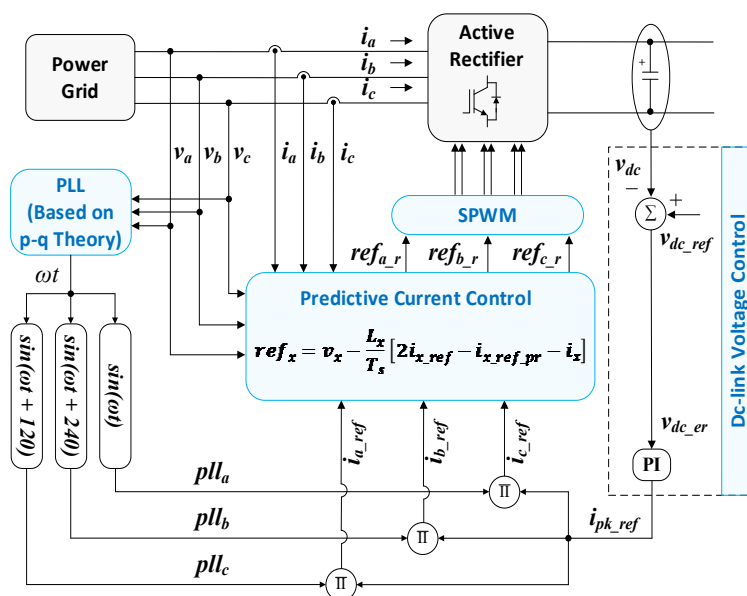 Power
Grid
i_a
i_b
i_c
Active
Rectifier
+
v_a
v_b
v_c
i_a
i_b
i_c
v_dc
−
+
Σ
v_dc_ref
PLL
(Based on
p-q Theory)
SPWM
ref_a_r
ref_b_r
ref_c_r
ωt
Predictive Current Control
ref_x = v_x − L_x/T_s [2i_x_ref − i_x_ref_pr − i_x]
Dc-link Voltage Control
sin(ωt + 120)
sin(ωt + 240)
sin(ωt)
i_a_ref
i_b_ref
i_c_ref
v_dc_er
PI
pll_a
Π
i_pk_ref
pll_b
Π
pll_c
Π